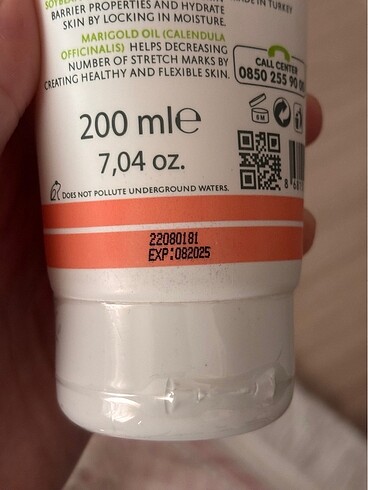 BARRIER PROPERTIES AND HYDRATE
SKIN BY LOCKING IN MOISTURE.
MARIGOLD OIL (CALENDULA
OFFICINALIS) HELPS DECREASING
NUMBER OF STRETCH MARKS BY
CREATING HEALTHY AND FLEXIBLE SKIN.
IN TURKEY
CALL CENTER
0850 255 90
200 ml℮
7,04 oz.
DOES NOT POLLUTE UNDERGROUND WATERS.
22080181
EXP:082025